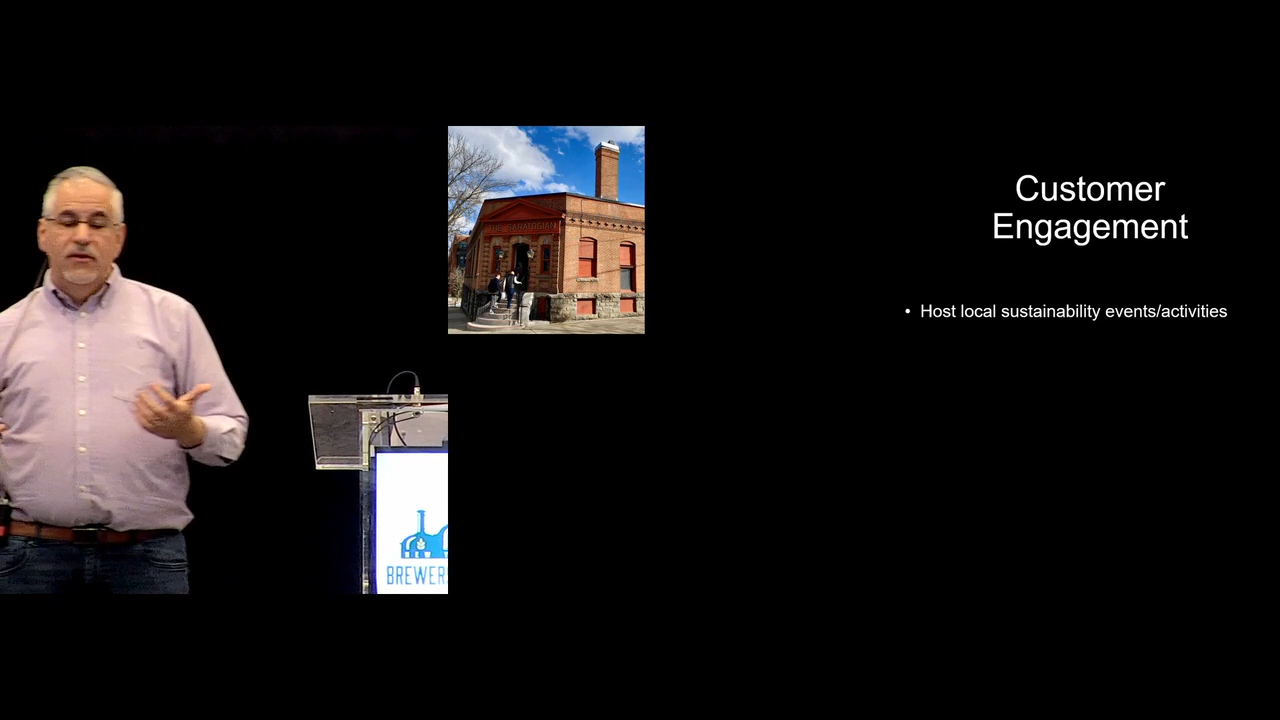 Customer
Engagement
• Host local sustainability events/activities
BREWER